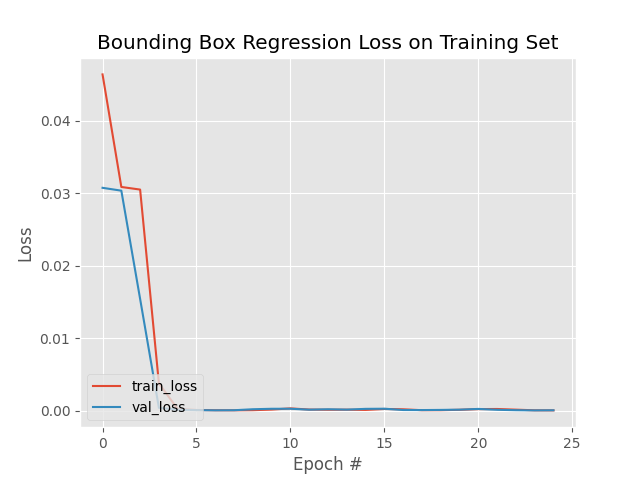 Bounding Box Regression Loss on Training Set
0.04
0.03
0.02
0.01
0.00
Loss
train_loss
val_loss
0 5 10 15 20 25
Epoch #